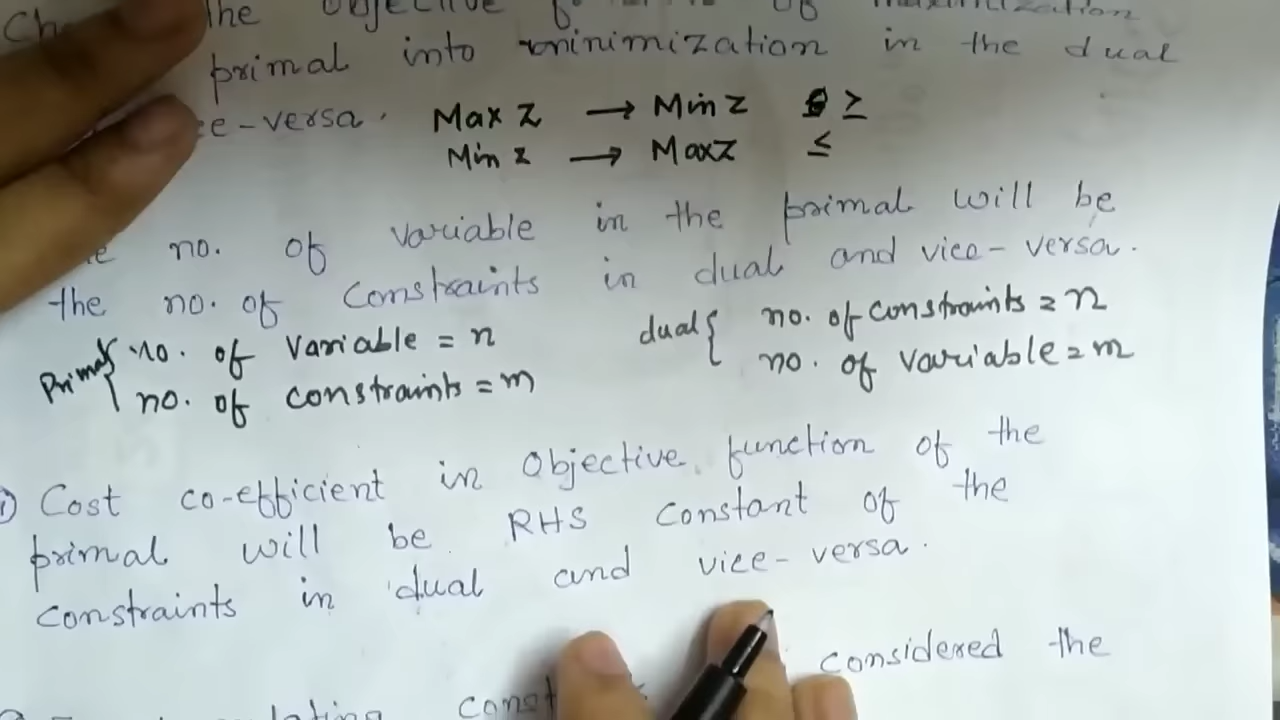 the objective of
primal into minimization in the dual
-versa. Max Z → Min Z ≥
Min z → Max Z ≤
no. of variable in the primal will be
the no. of constraints in dual and vice-versa.
Primal { no. of variable = n
no. of constraints = m
dual { no. of constraints = n
no. of variable = m
Cost co-efficient in Objective function of the
primal will be RHS constant of the
constraints in dual and vice-versa.
considered the